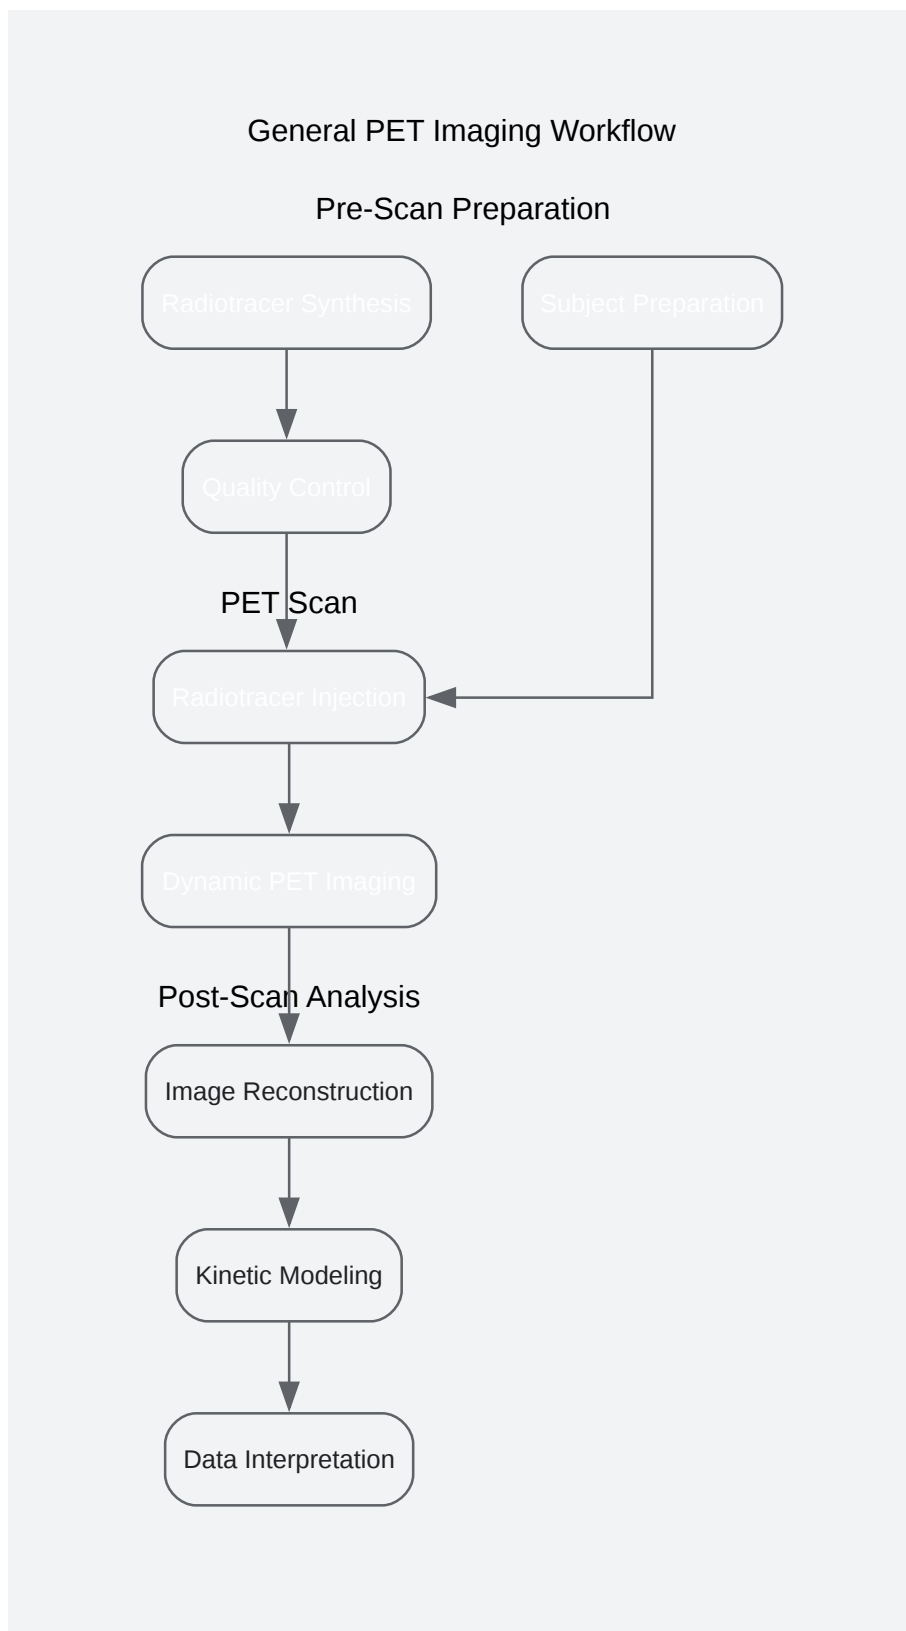 General PET Imaging Workflow
Pre-Scan Preparation
Radiotracer Synthesis
Subject Preparation
Quality Control
PET Scan
Radiotracer Injection
Dynamic PET Imaging
Post-Scan Analysis
Image Reconstruction
Kinetic Modeling
Data Interpretation